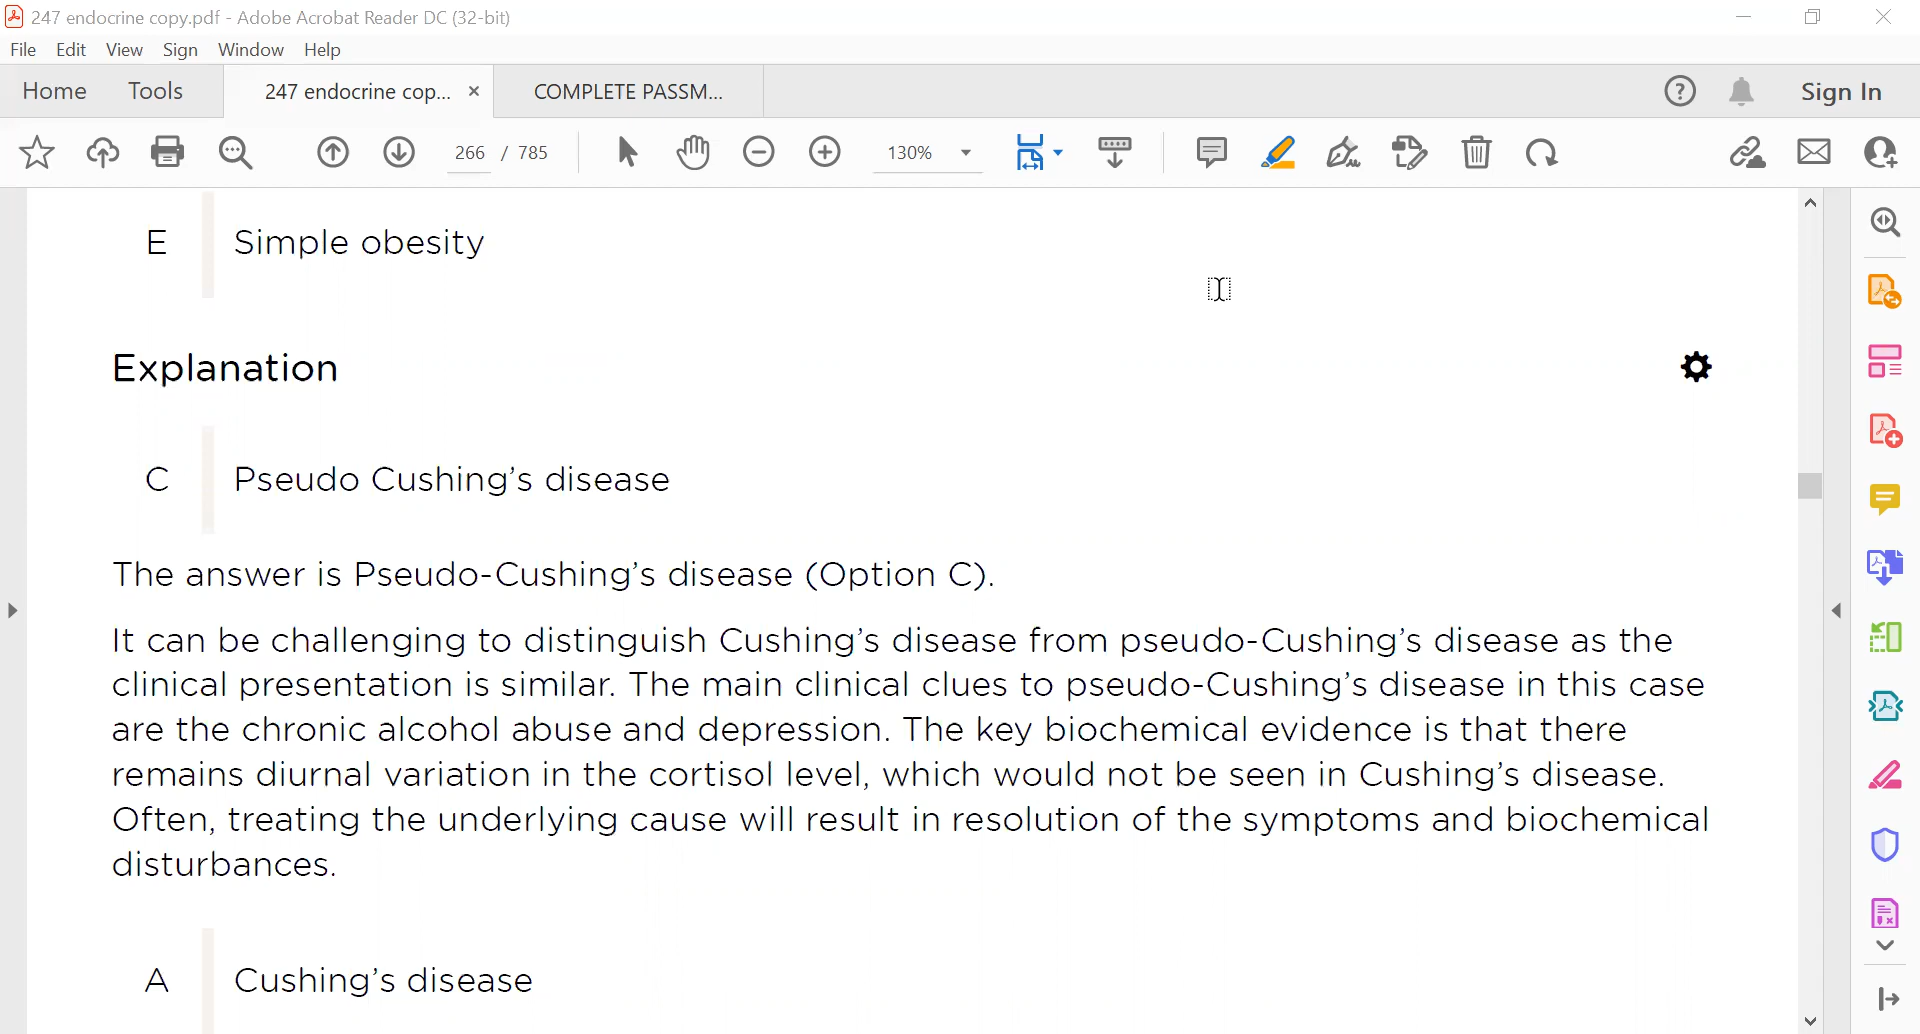 247 endocrine copy.pdf - Adobe Acrobat Reader DC (32-bit)
File Edit View Sign Window Help
Home Tools 247 endocrine cop... × COMPLETE PASSM... Sign In
266 / 785 130%
E Simple obesity
Explanation
C Pseudo Cushing’s disease
The answer is Pseudo-Cushing’s disease (Option C).
It can be challenging to distinguish Cushing’s disease from pseudo-Cushing’s disease as the
clinical presentation is similar. The main clinical clues to pseudo-Cushing’s disease in this case
are the chronic alcohol abuse and depression. The key biochemical evidence is that there
remains diurnal variation in the cortisol level, which would not be seen in Cushing’s disease.
Often, treating the underlying cause will result in resolution of the symptoms and biochemical
disturbances.
A Cushing’s disease